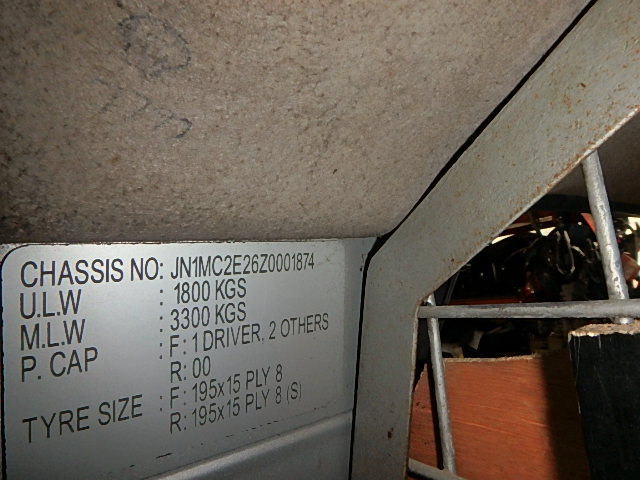 CHASSIS NO: JN1MC2E26Z0001874
U.L.W : 1800 KGS
M.L.W : 3300 KGS
P. CAP : F: 1 DRIVER, 2 OTHERS
R: 00
TYRE SIZE : F: 195x15 PLY 8
R: 195x15 PLY 8 (S)